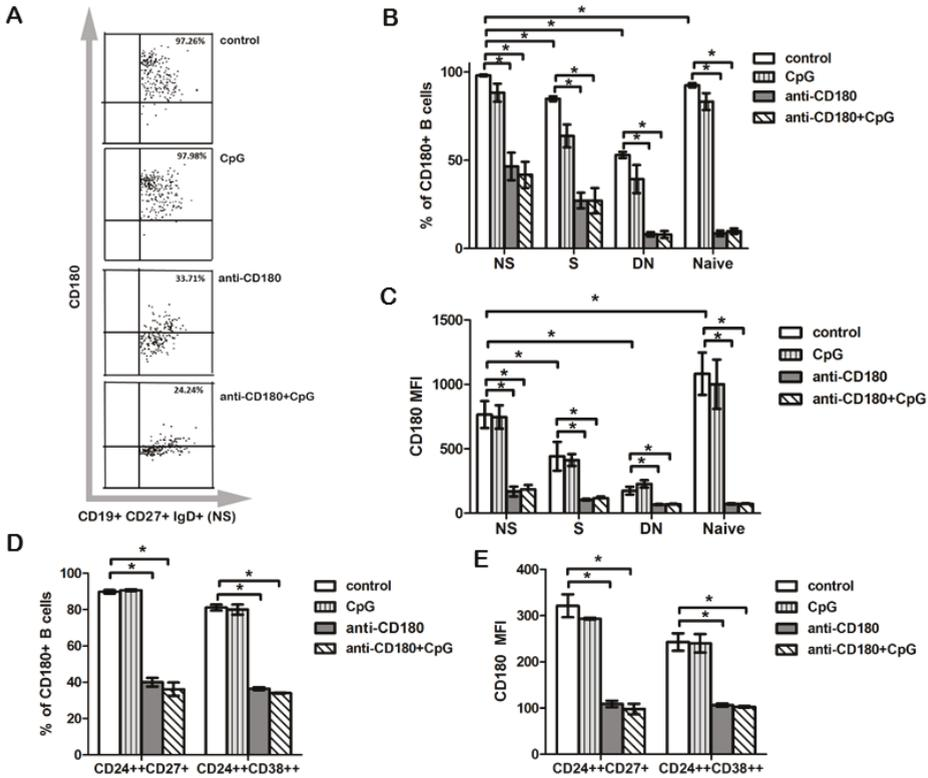 A
CD180
97.26%
control
97.98%
CpG
33.71%
anti-CD180
24.24%
anti-CD180+CpG
CD19+ CD27+ IgD+ (NS)
B
% of CD180+ B cells
100
50
0
* * * * *
* *
* *
* *
NS S DN Naive
control
CpG
anti-CD180
anti-CD180+CpG
C
CD180 MFI
1500
1000
500
0
* * * * *
* *
* *
* *
NS S DN Naive
control
CpG
anti-CD180
anti-CD180+CpG
D
% of CD180+ B cells
100
80
60
40
20
0
* *
* *
CD24++CD27+ CD24++CD38++
control
CpG
anti-CD180
anti-CD180+CpG
E
CD180 MFI
400
300
200
100
0
* *
* *
CD24++CD27+ CD24++CD38++
control
CpG
anti-CD180
anti-CD180+CpG